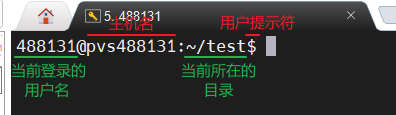 5. 488131
主机名
用户提示符
488131@pvs488131:~/test$
当前登录的
用户名
当前所在的
目录